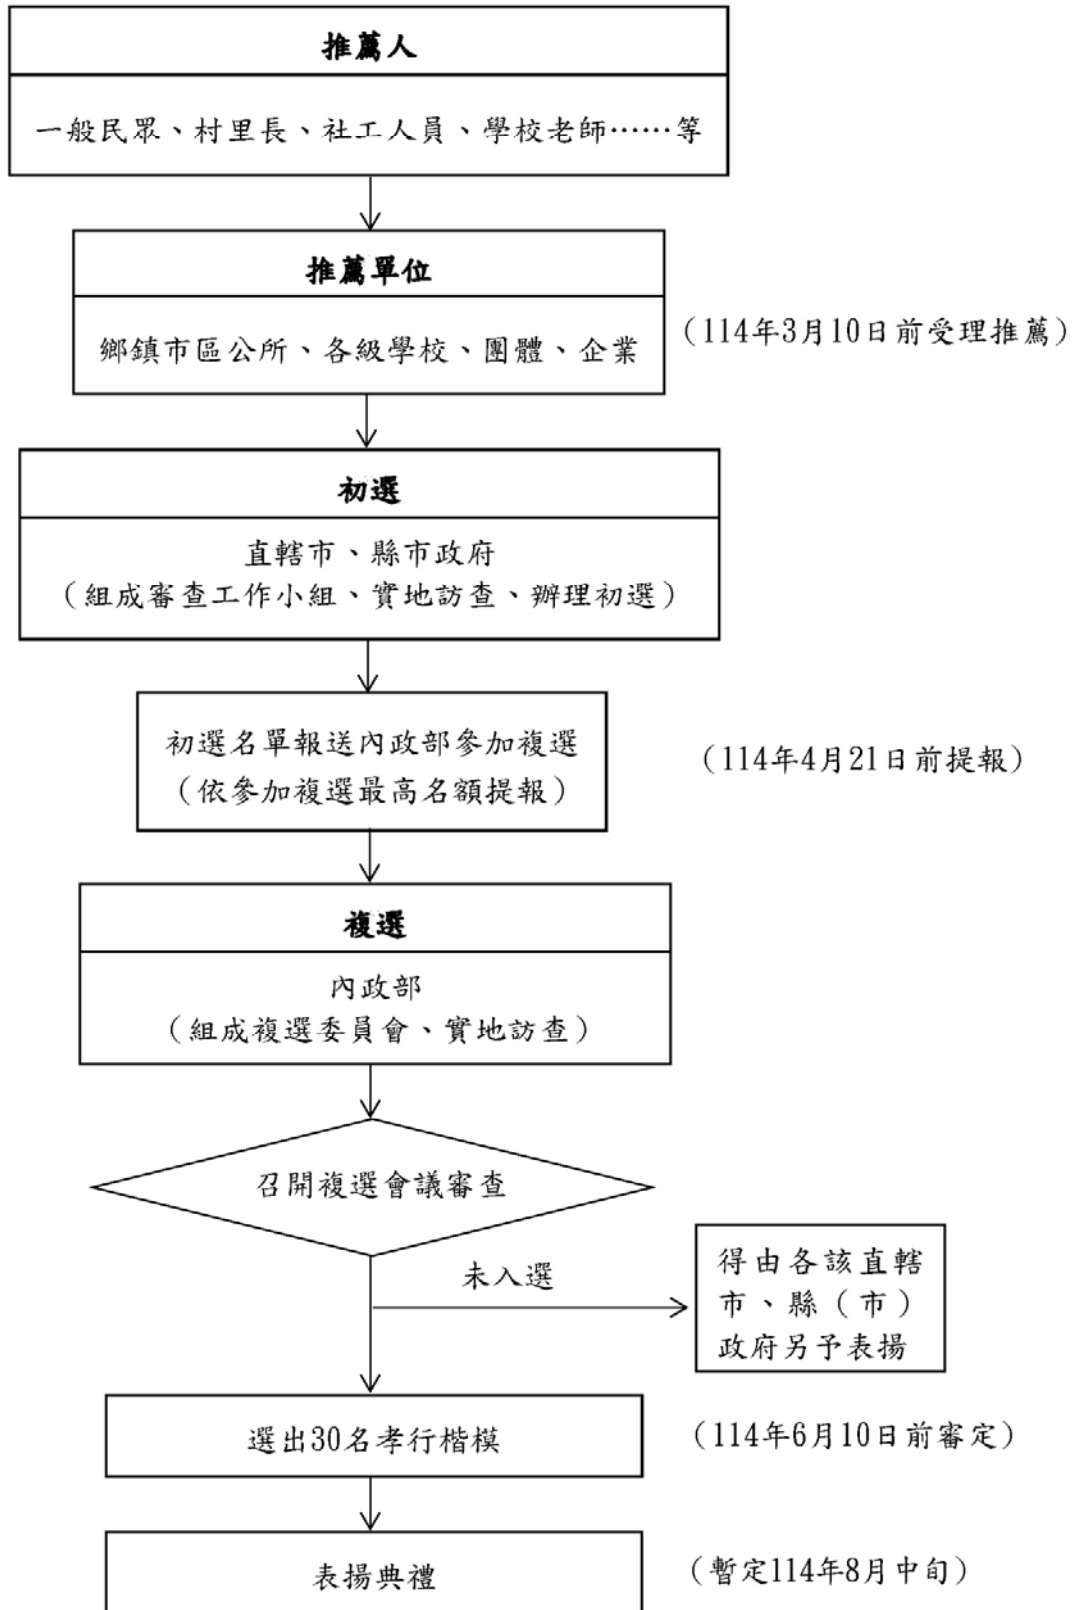 推薦人
一般民眾、村里長、社工人員、學校老師……等
推薦單位
鄉鎮市區公所、各級學校、團體、企業
（114年3月10日前受理推薦）
初選
直轄市、縣市政府
（組成審查工作小組、實地訪查、辦理初選）
初選名單報送內政部參加複選
（依參加複選最高名額提報）
（114年4月21日前提報）
複選
內政部
（組成複選委員會、實地訪查）
召開複選會議審查
未入選
得由各該直轄
市、縣（市）
政府另予表揚
選出30名孝行楷模
（114年6月10日前審定）
表揚典禮
（暫定114年8月中旬）